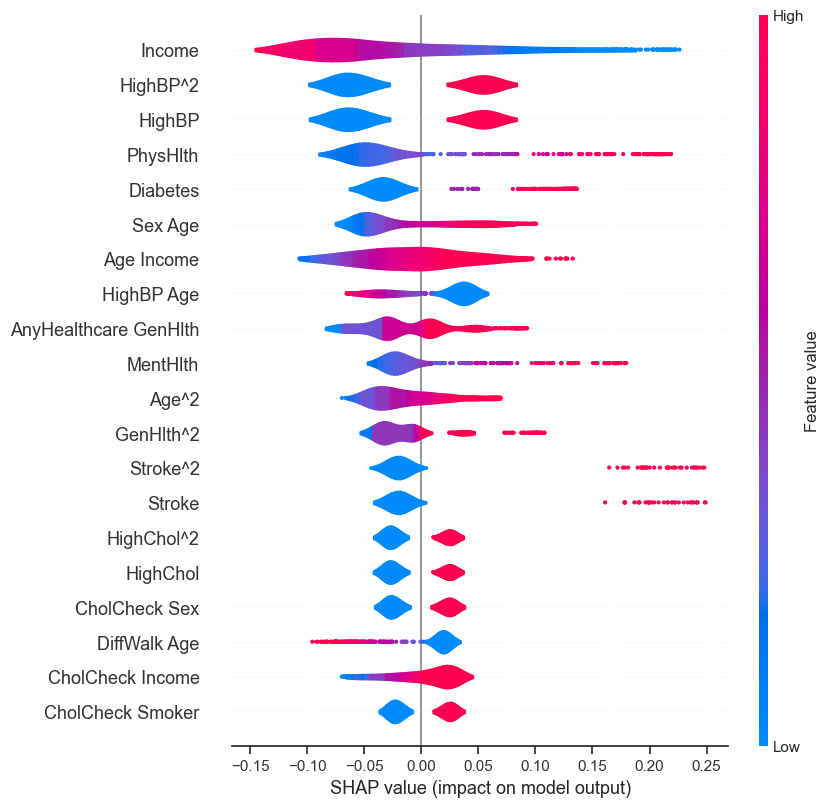 High
Income
HighBP^2
HighBP
PhysHlth
Diabetes
Sex Age
Age Income
HighBP Age
AnyHealthcare GenHlth
MentHlth
Age^2
GenHlth^2
Stroke^2
Stroke
HighChol^2
HighChol
CholCheck Sex
DiffWalk Age
CholCheck Income
CholCheck Smoker
Feature value
Low
−0.15 −0.10 −0.05 0.00 0.05 0.10 0.15 0.20 0.25
SHAP value (impact on model output)